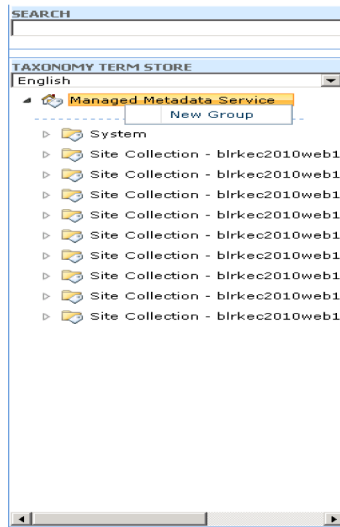 SEARCH
TAXONOMY TERM STORE
English
Managed Metadata Service
New Group
System
Site Collection - blrkec2010web1
Site Collection - blrkec2010web1
Site Collection - blrkec2010web1
Site Collection - blrkec2010web1
Site Collection - blrkec2010web1
Site Collection - blrkec2010web1
Site Collection - blrkec2010web1
Site Collection - blrkec2010web1
Site Collection - blrkec2010web1